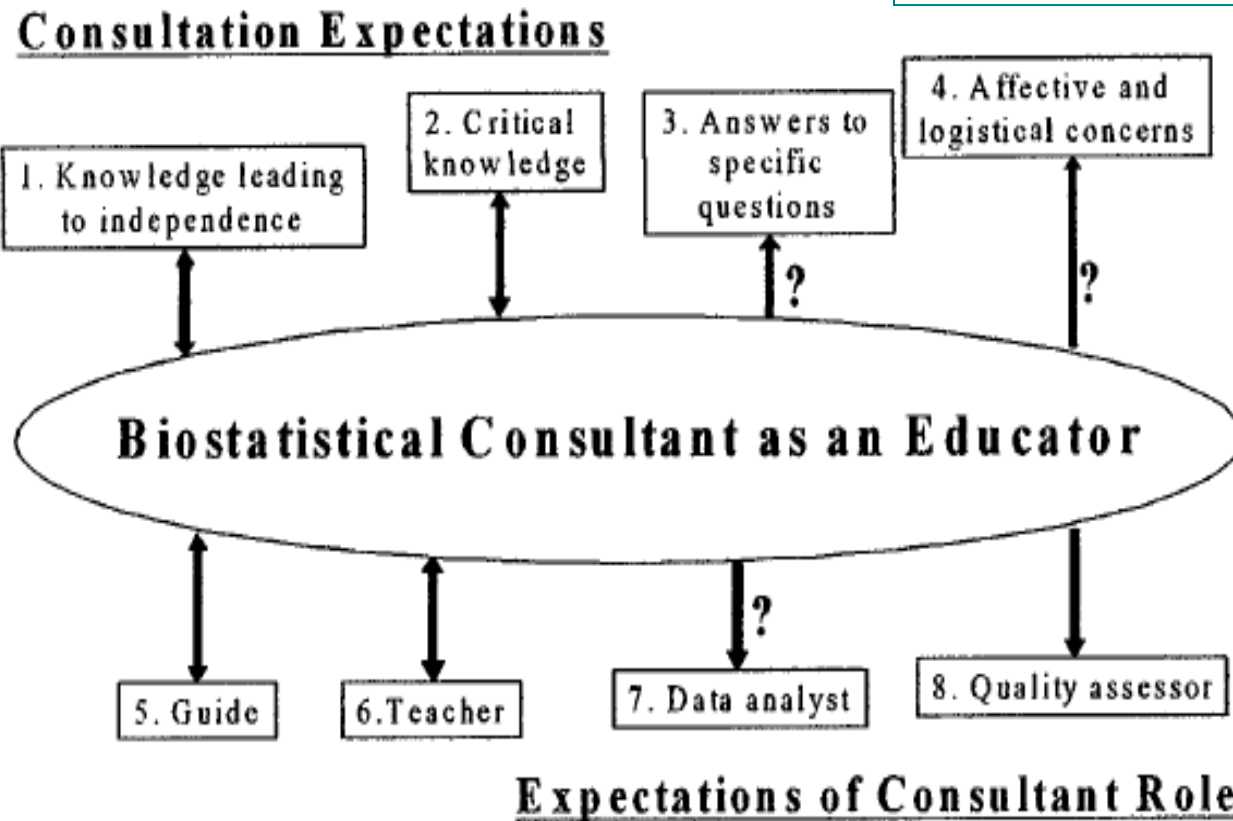 Consultation Expectations
1. Knowledge leading
to independence
2. Critical
knowledge
3. Answers to
specific
questions
4. Affective and
logistical concerns
?
?
Biostatistical Consultant as an Educator
?
5. Guide
6.Teacher
7. Data analyst
8. Quality assessor
Expectations of Consultant Role